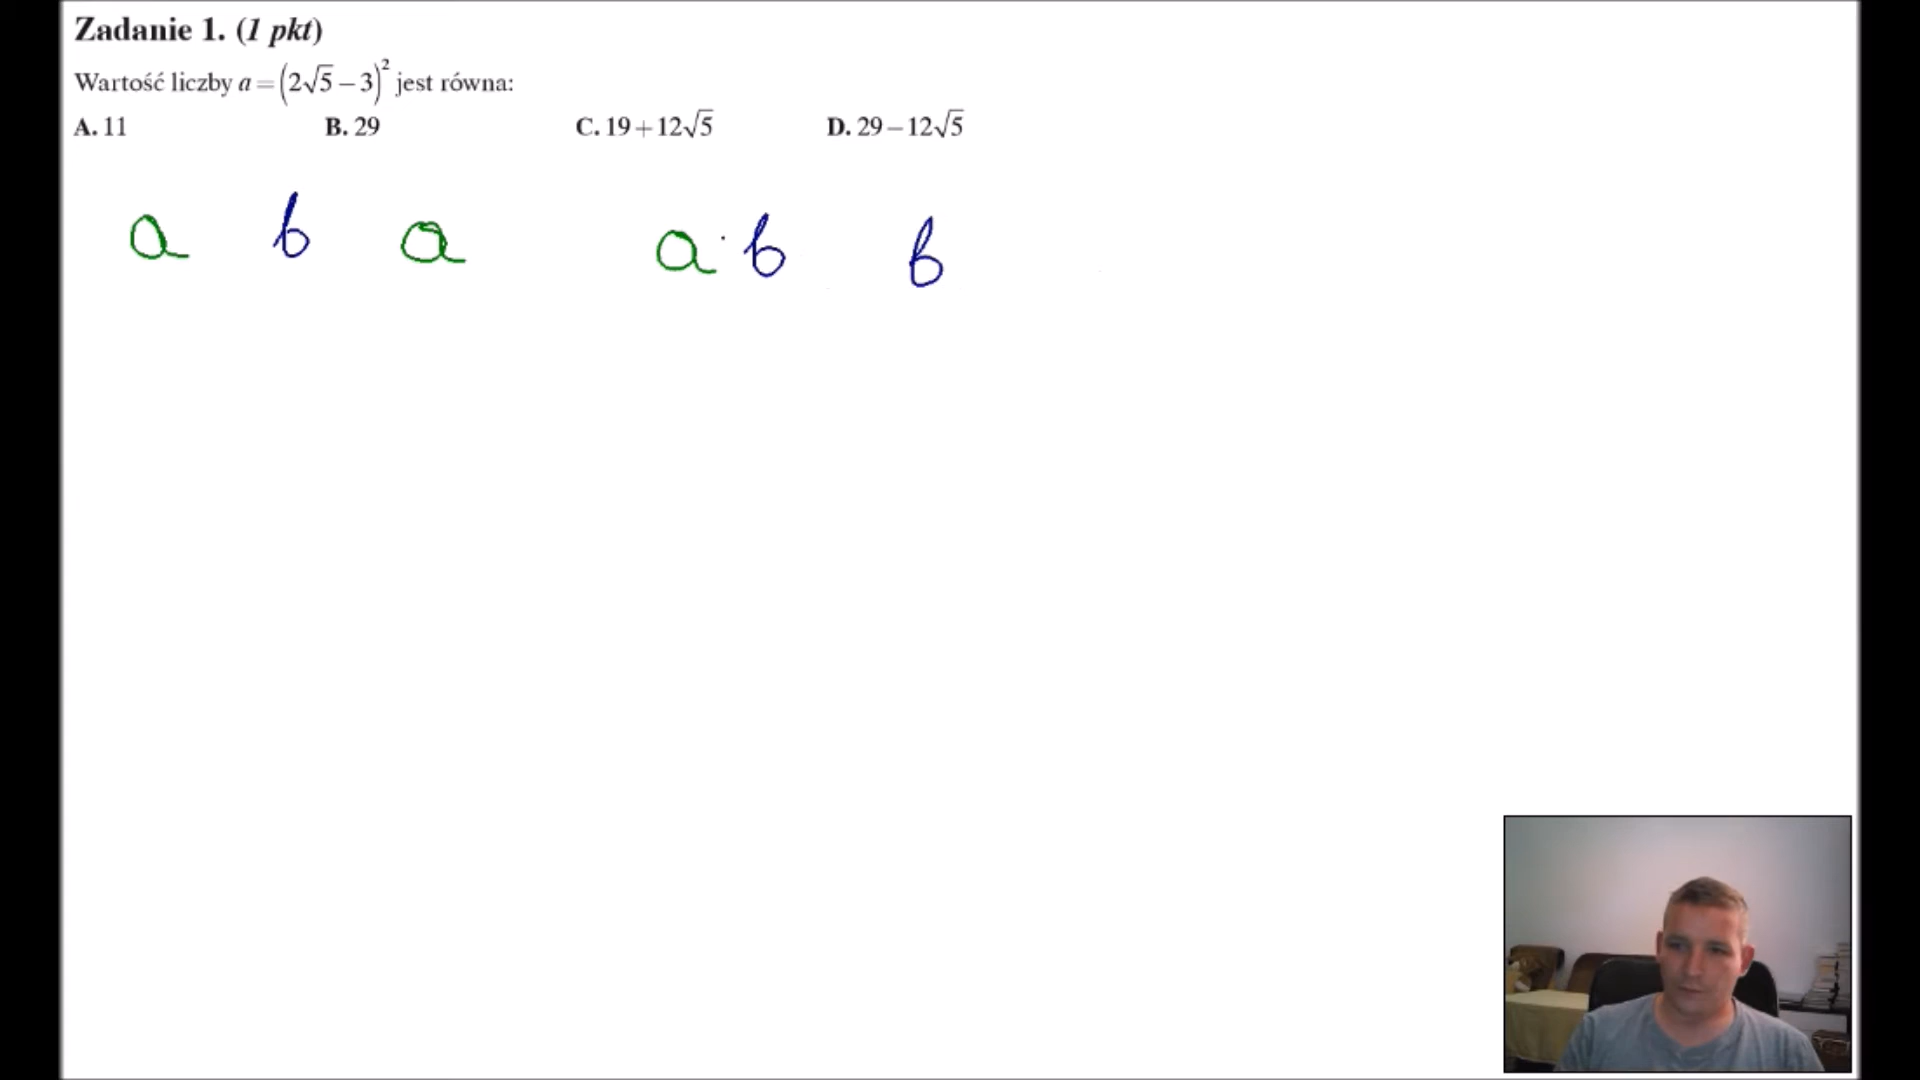 Zadanie 1. (1 pkt)
Wartość liczby a = (2√5 – 3)² jest równa:
A. 11 B. 29 C. 19 + 12√5 D. 29 – 12√5
a b a a · b b